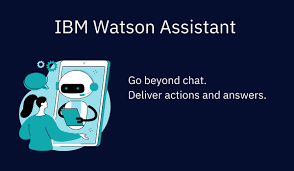 IBM Watson Assistant
Go beyond chat.
Deliver actions and answers.